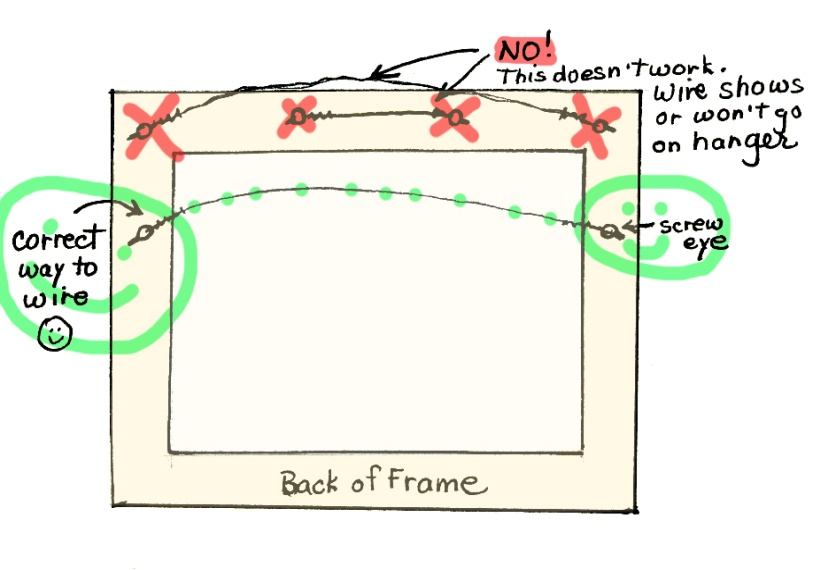 NO!
This doesn't work.
wire shows
or won't go
on hanger
correct
way to
wire
screw
eye
Back of Frame